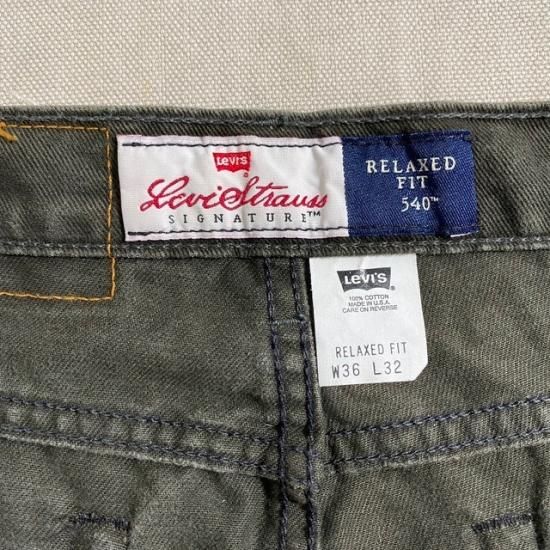 Levi's
Levi Strauss
SIGNATURE™
RELAXED
FIT
540™
Levi's
100% COTTON
MADE IN U.S.A.
CARE ON REVERSE
RELAXED FIT
W36 L32